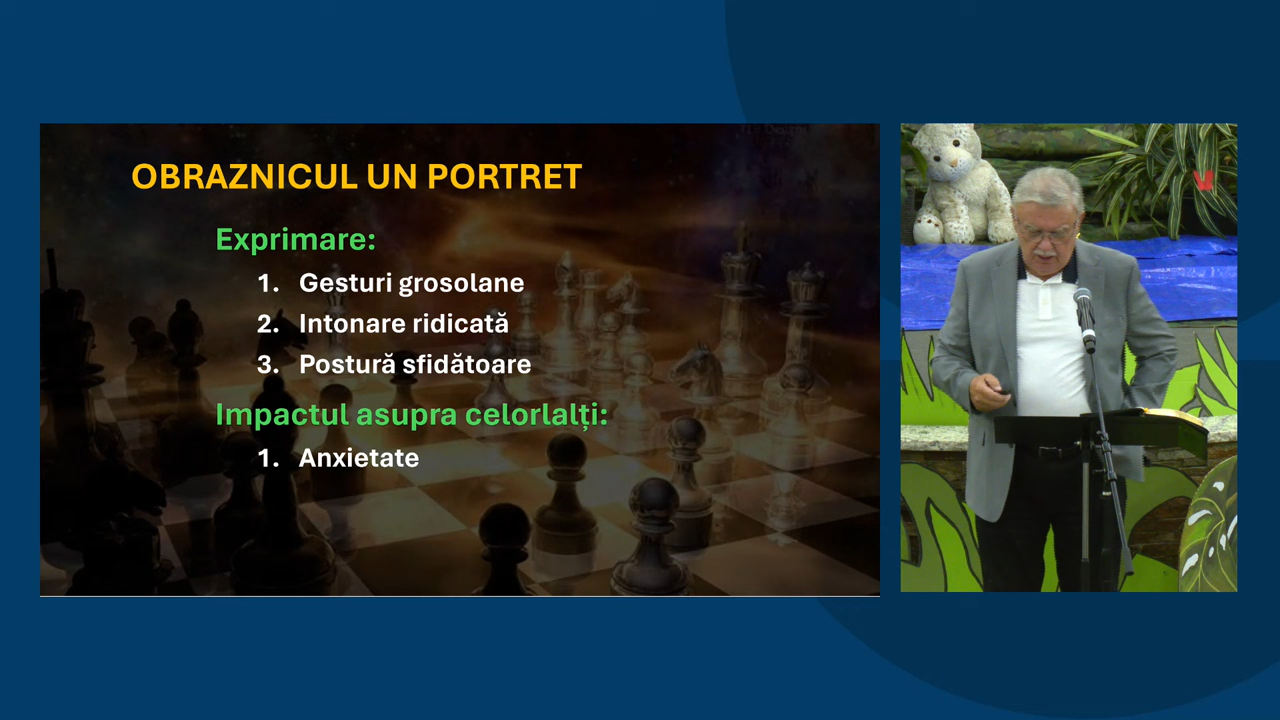 OBRAZNICUL UN PORTRET
Exprimare:
1. Gesturi grosolane
2. Intonare ridicată
3. Postură sfidătoare
Impactul asupra celorlalți:
1. Anxietate